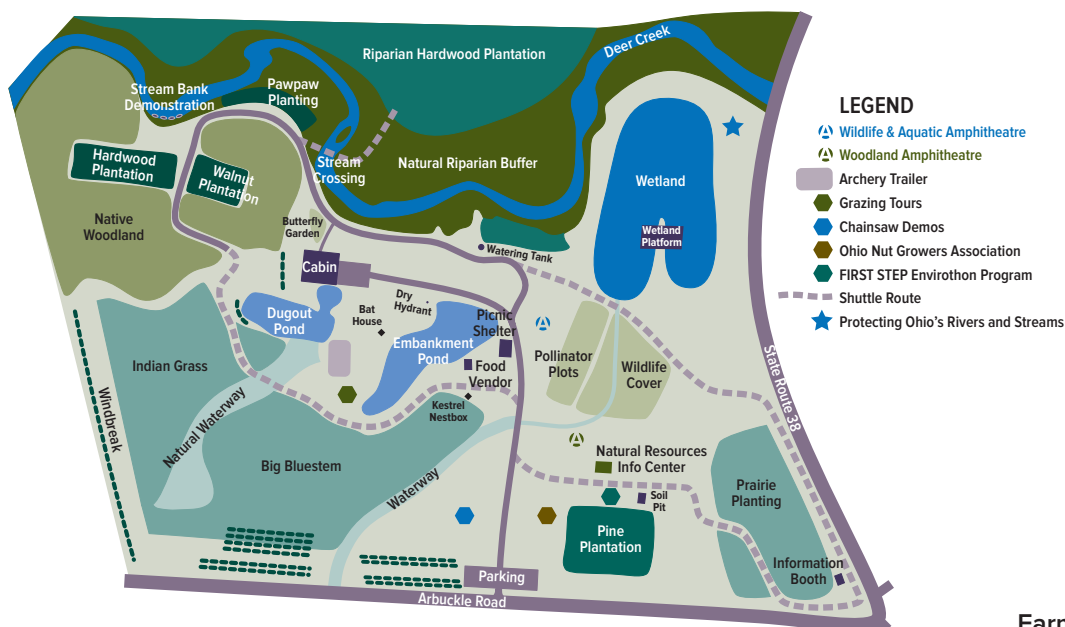 Riparian Hardwood Plantation
Deer Creek
Stream Bank
Demonstration
Pawpaw
Planting
Hardwood
Plantation
Walnut
Plantation
Stream
Crossing
Natural Riparian Buffer
Wetland
Wetland
Platform
Native
Woodland
Butterfly
Garden
Cabin
Watering Tank
Dugout
Pond
Bat
House
Dry
Hydrant
Embankment
Pond
Picnic
Shelter
Food
Vendor
Kestrel
Nestbox
Pollinator
Plots
Wildlife
Cover
Indian Grass
Windbreak
Natural Waterway
Big Bluestem
Waterway
Natural Resources
Info Center
Soil
Pit
Pine
Plantation
Prairie
Planting
Information
Booth
Parking
Arbuckle Road
State Route 38
LEGEND
Wildlife & Aquatic Amphitheatre
Woodland Amphitheatre
Archery Trailer
Grazing Tours
Chainsaw Demos
Ohio Nut Growers Association
FIRST STEP Envirothon Program
Shuttle Route
Protecting Ohio's Rivers and Streams